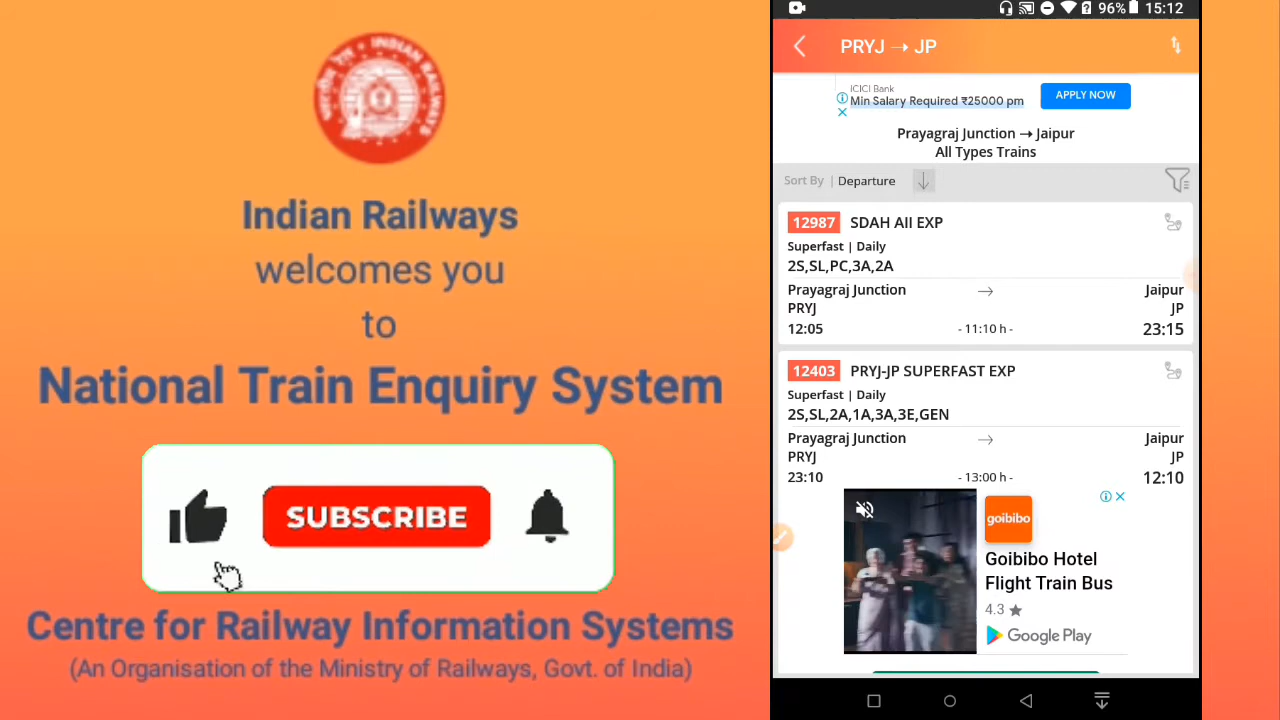 Indian Railways
welcomes you
to
National Train Enquiry System
SUBSCRIBE
Centre for Railway Information Systems
(An Organisation of the Ministry of Railways, Govt. of India)
96% 15:12
PRYJ → JP
ICICI Bank
Min Salary Required ₹25000 pm
APPLY NOW
Prayagraj Junction → Jaipur
All Types Trains
Sort By | Departure
12987 SDAH AII EXP
Superfast | Daily
2S,SL,PC,3A,2A
Prayagraj Junction → Jaipur
PRYJ JP
12:05 - 11:10 h - 23:15
12403 PRYJ-JP SUPERFAST EXP
Superfast | Daily
2S,SL,2A,1A,3A,3E,GEN
Prayagraj Junction → Jaipur
PRYJ JP
23:10 - 13:00 h - 12:10
goibibo
Goibibo Hotel
Flight Train Bus
4.3 ★
Google Play